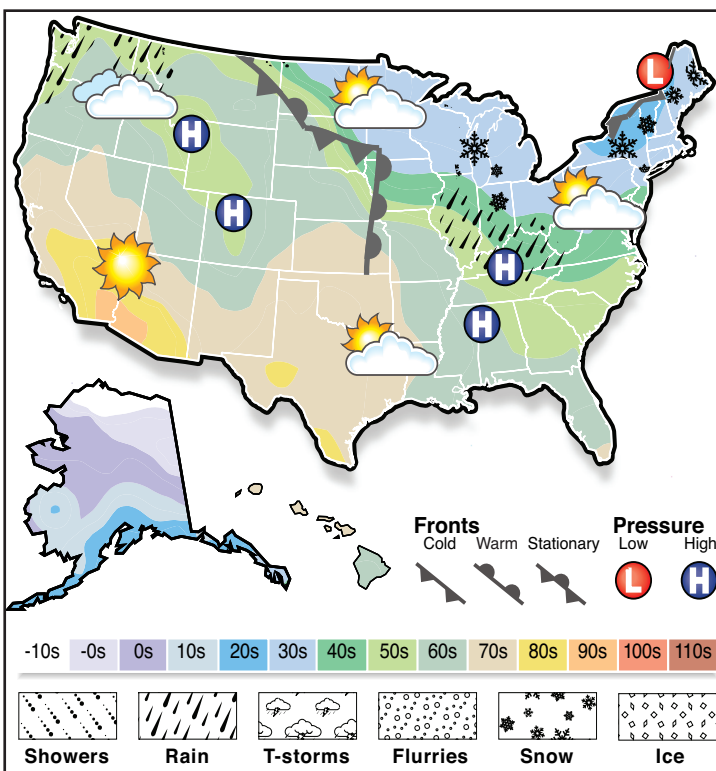 L
H
H
H
H
Fronts
Cold Warm Stationary
Pressure
Low High
L H
-10s -0s 0s 10s 20s 30s 40s 50s 60s 70s 80s 90s 100s 110s
Showers Rain T-storms Flurries Snow Ice